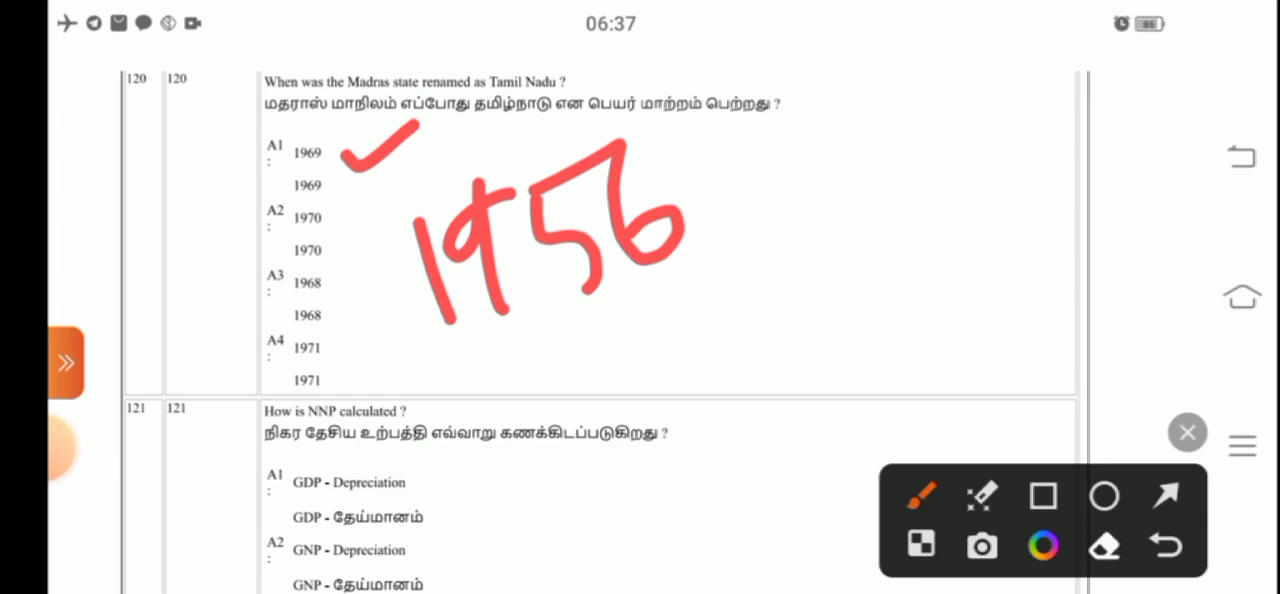 06:37
86
120 120 When was the Madras state renamed as Tamil Nadu ?
மதராஸ் மாநிலம் எப்போது தமிழ்நாடு என பெயர் மாற்றம் பெற்றது ?
A1 : 1969
1969
A2 : 1970
1970
A3 : 1968
1968
A4 : 1971
1971
1956
121 121 How is NNP calculated ?
நிகர தேசிய உற்பத்தி எவ்வாறு கணக்கிடப்படுகிறது ?
A1 : GDP - Depreciation
GDP - தேய்மானம்
A2 : GNP - Depreciation
GNP - தேய்மானம்